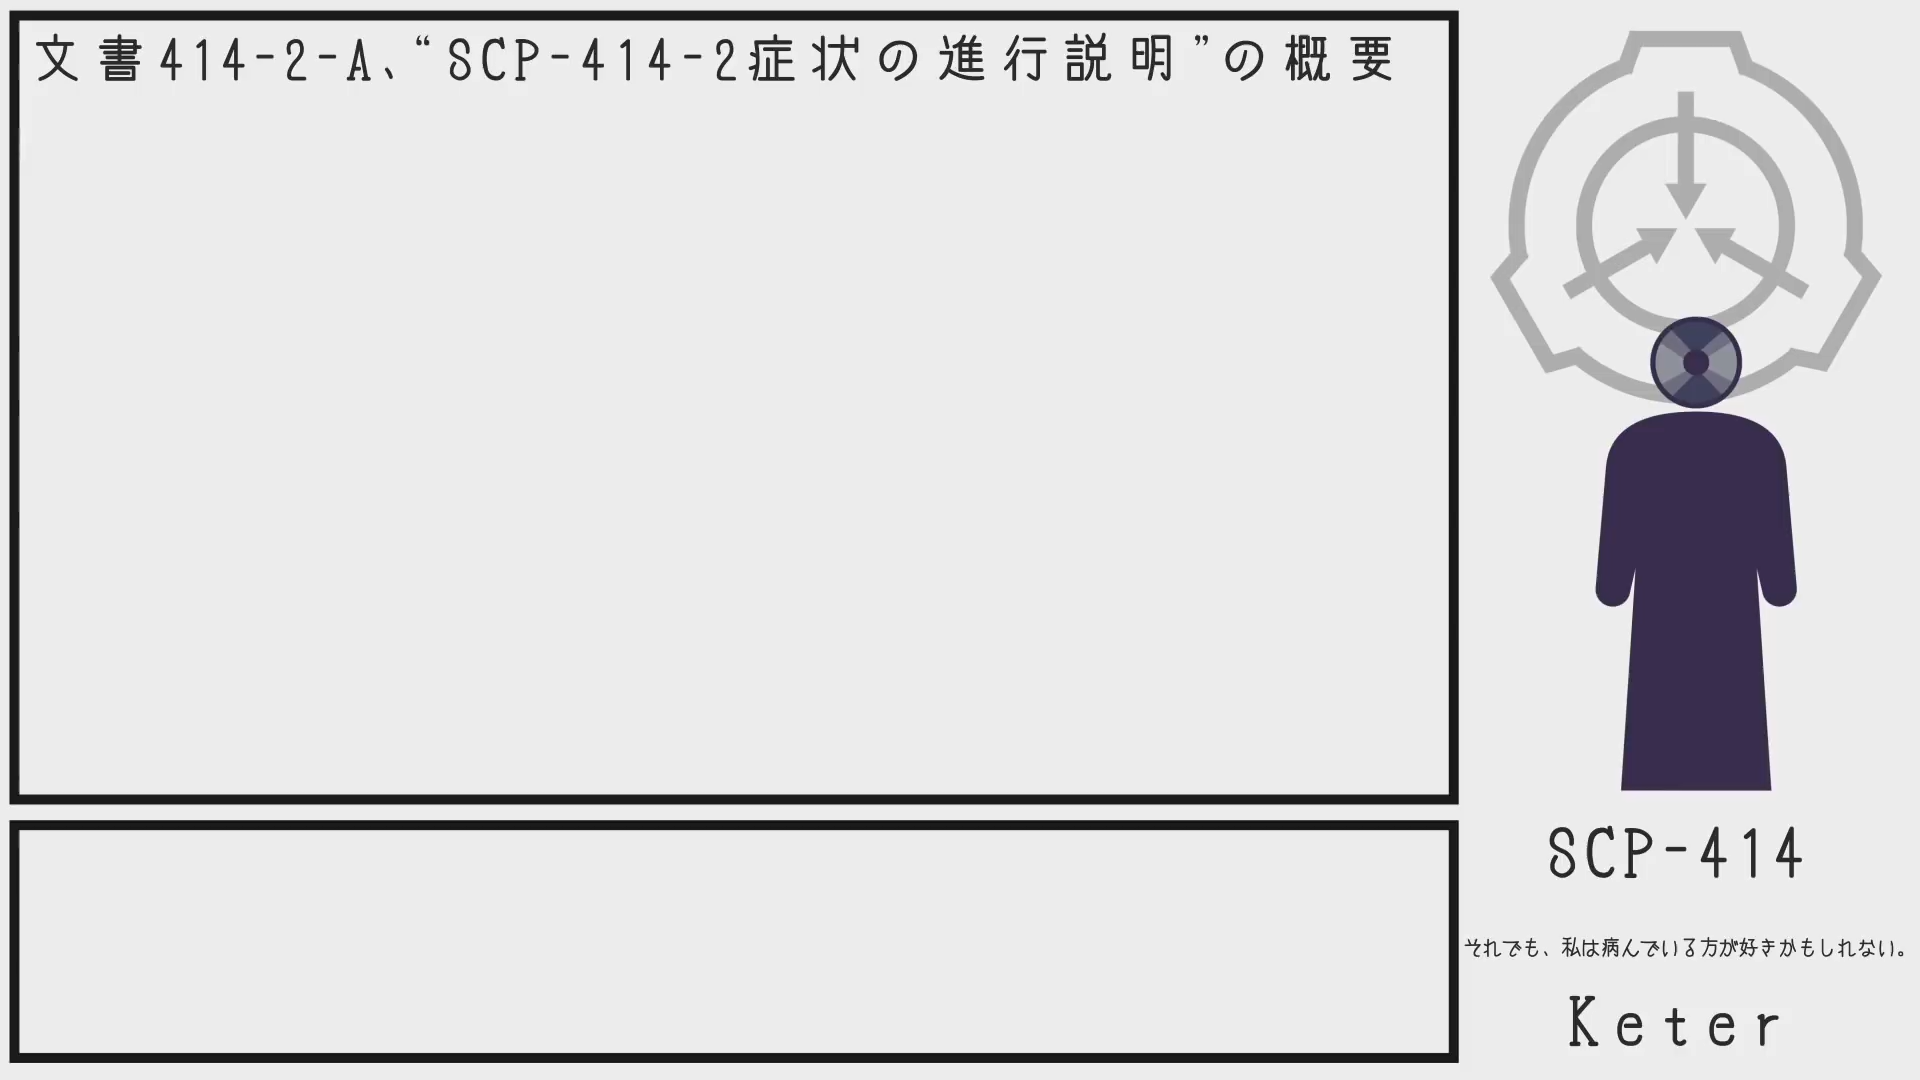 文書414-2-A、“SCP-414-2症状の進行説明”の概要
SCP-414
それでも、私は病んでいる方が好きかもしれない。
Keter